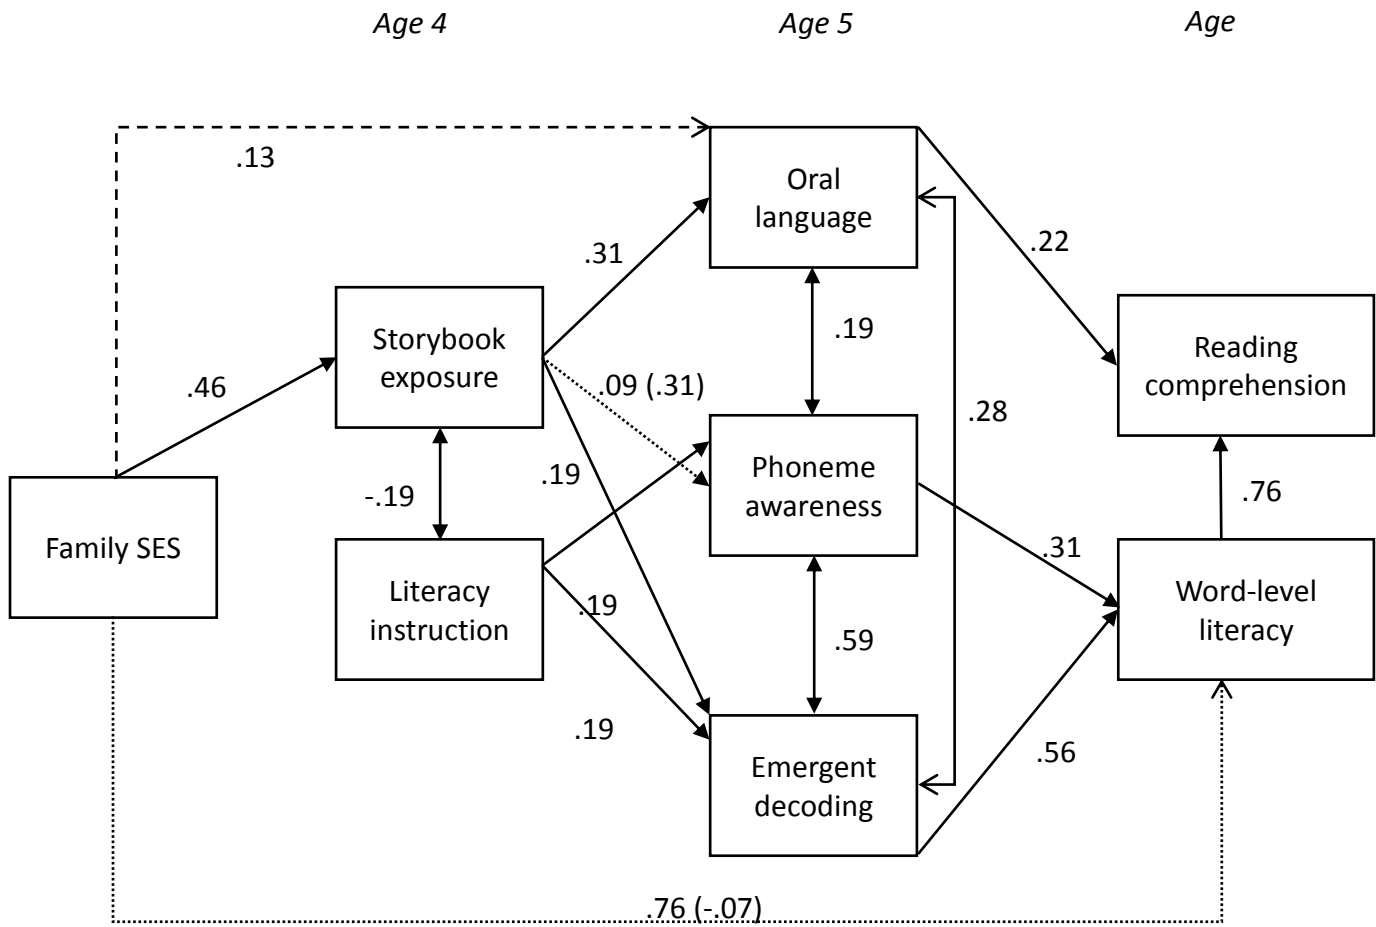 Age 4
Age 5
Age
.13
Oral
language
.31
.22
Storybook
exposure
.19
Reading
comprehension
.46
.09 (.31)
.28
.19
Phoneme
awareness
-.19
.76
Family SES
.31
Literacy
instruction
.19
Word-level
literacy
.59
.19
.56
Emergent
decoding
.76 (-.07)